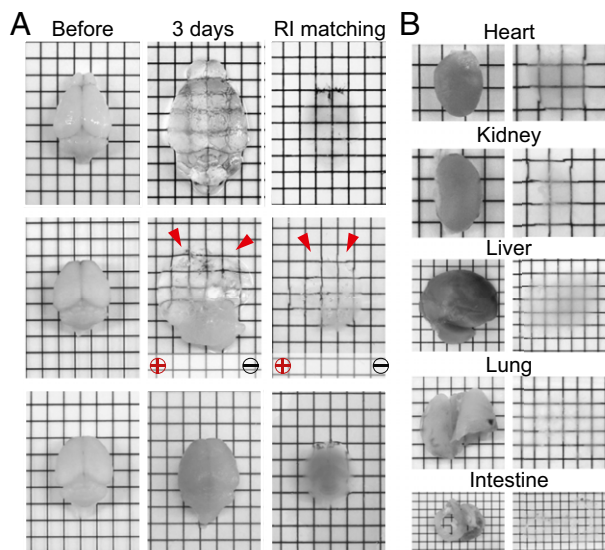 A
Before
3 days
RI matching
+
−
+
−
B
Heart
Kidney
Liver
Lung
Intestine